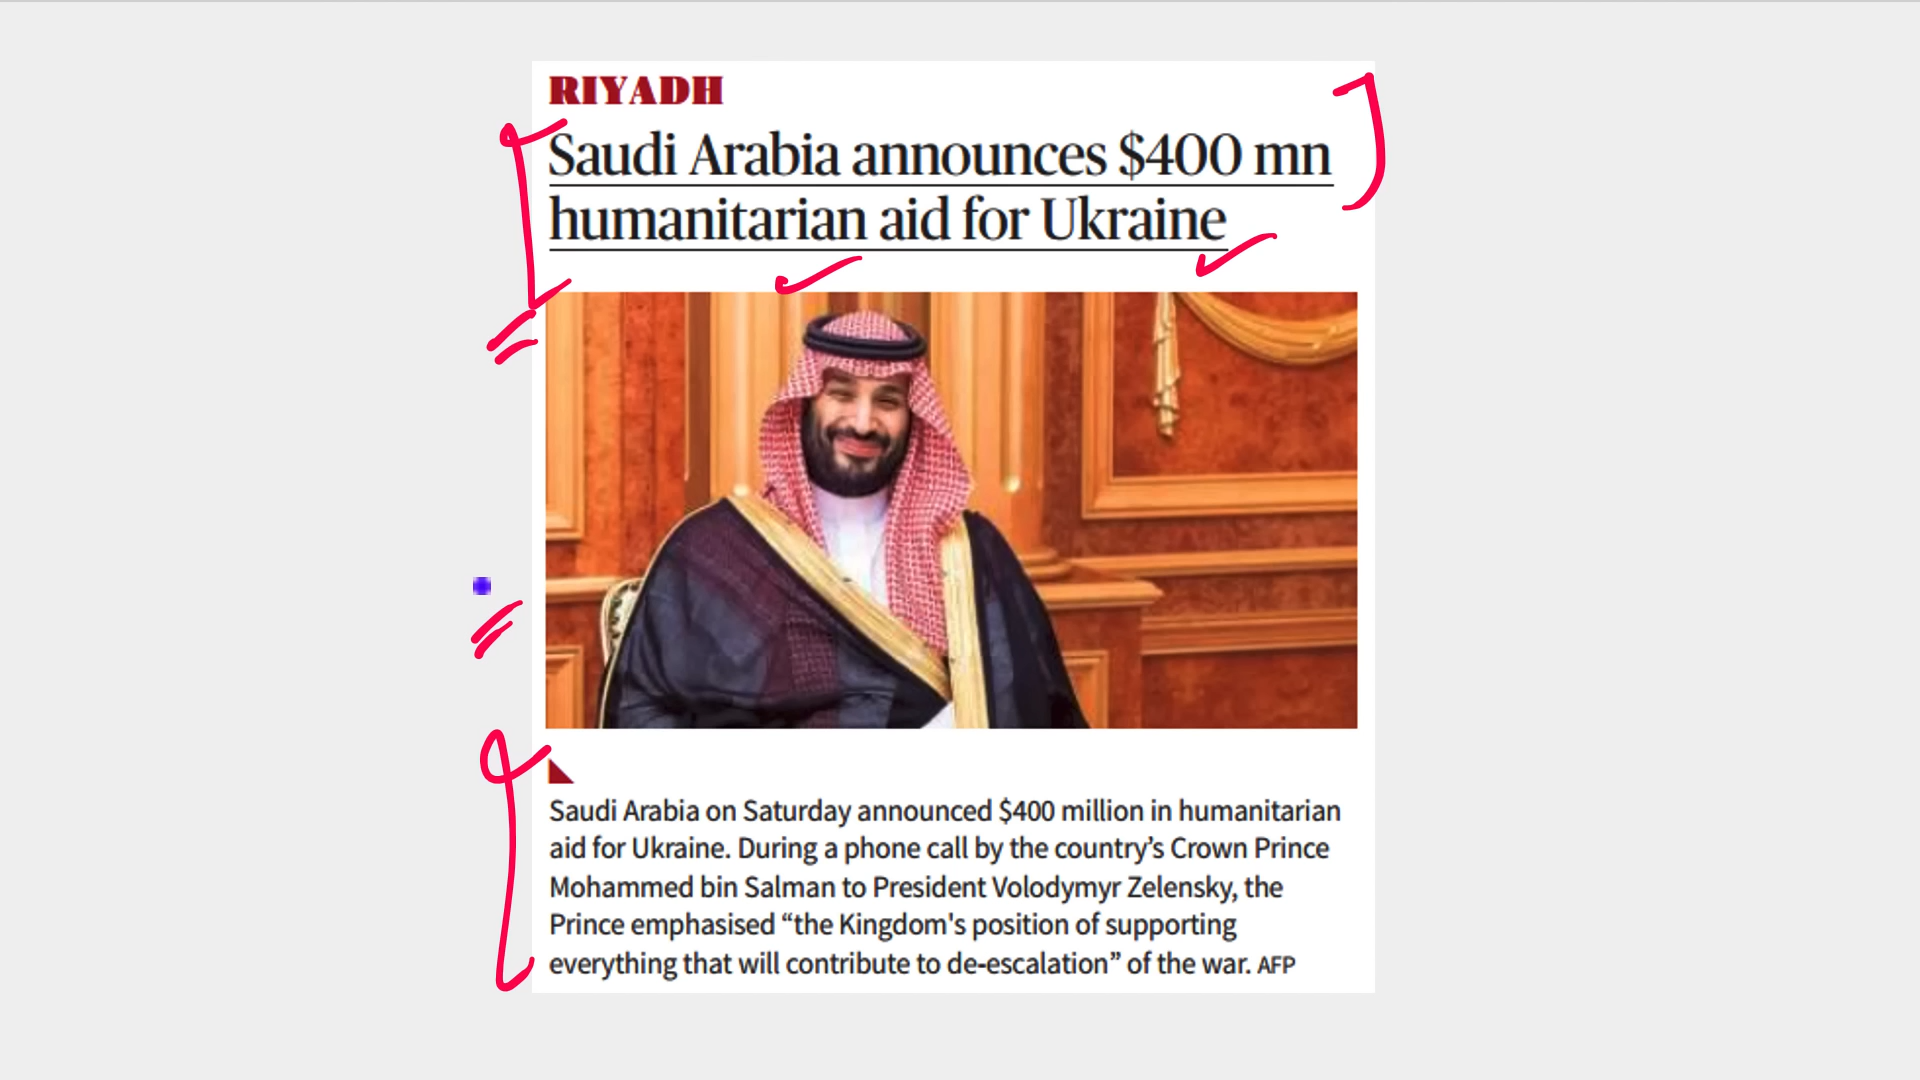 RIYADH
Saudi Arabia announces $400 mn
humanitarian aid for Ukraine
Saudi Arabia on Saturday announced $400 million in humanitarian
aid for Ukraine. During a phone call by the country’s Crown Prince
Mohammed bin Salman to President Volodymyr Zelensky, the
Prince emphasised “the Kingdom's position of supporting
everything that will contribute to de-escalation” of the war. AFP